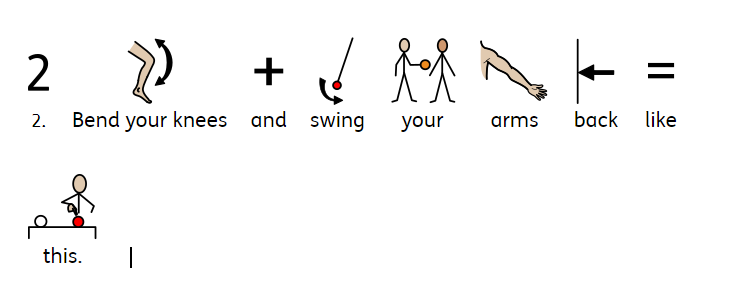 2 + =
2. Bend your knees and swing your arms back like
this.